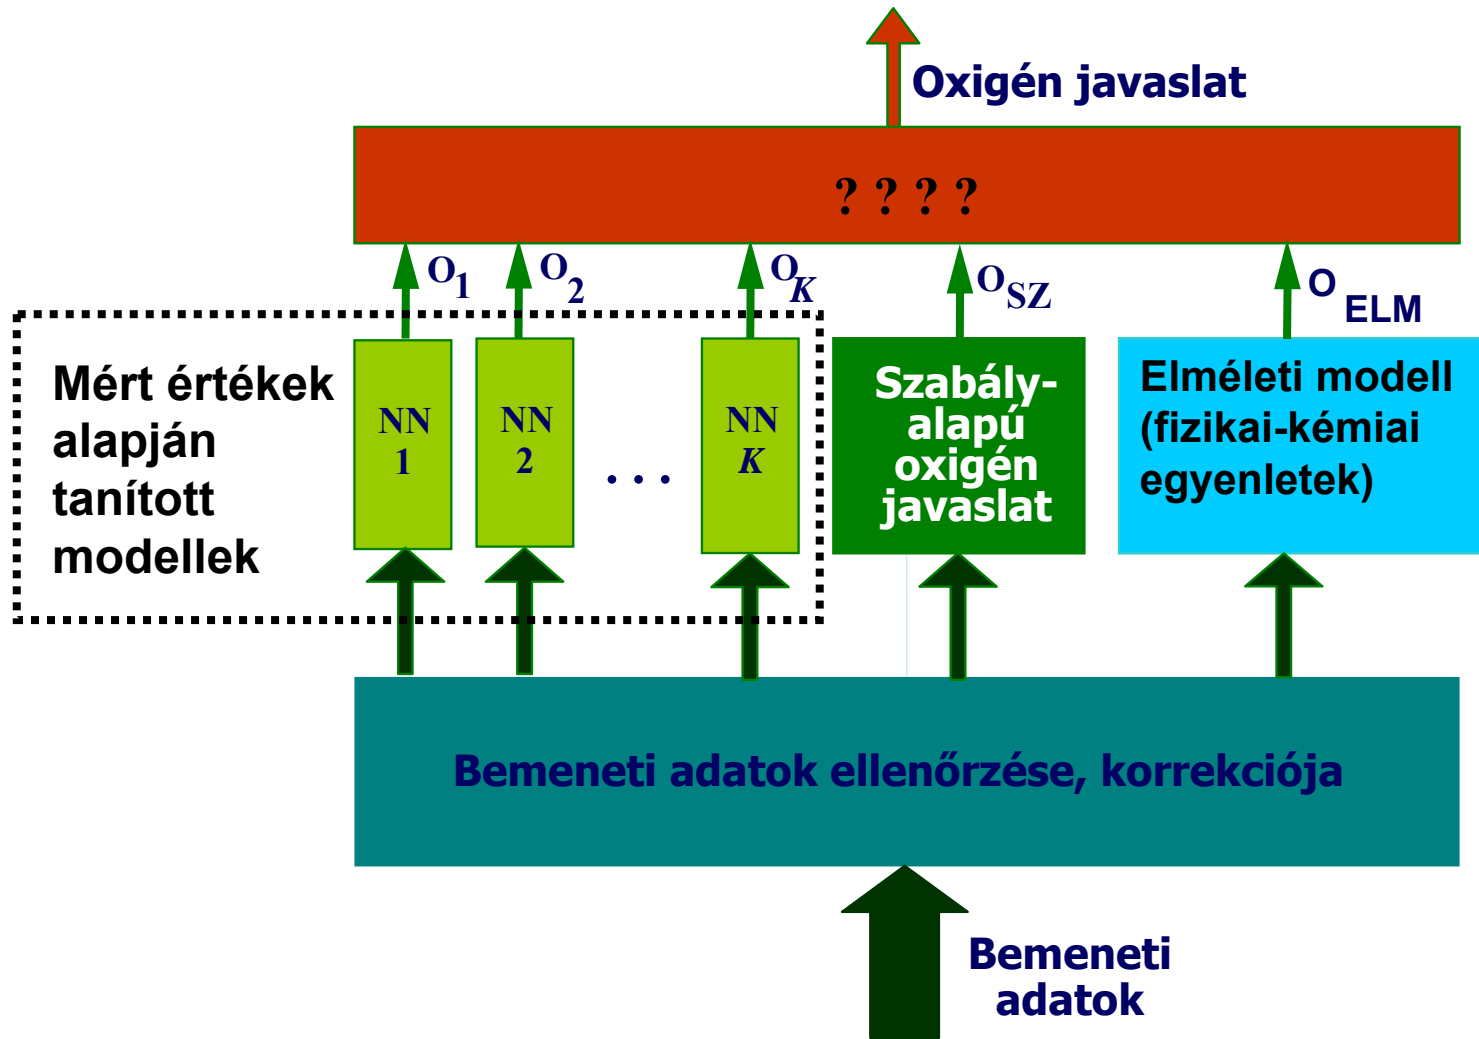 Oxigén javaslat
? ? ? ?
O1
O2
OK
OSZ
O ELM
Mért értékek
alapján
tanított
modellek
NN
1
NN
2
. . .
NN
K
Szabály-
alapú
oxigén
javaslat
Elméleti modell
(fizikai-kémiai
egyenletek)
Bemeneti adatok ellenőrzése, korrekciója
Bemeneti
adatok